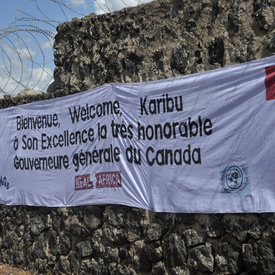 Bienvenue, Welcome, Karibu
à Son Excellence la très honorable
Gouverneure générale du Canada
HEAL AFRICA